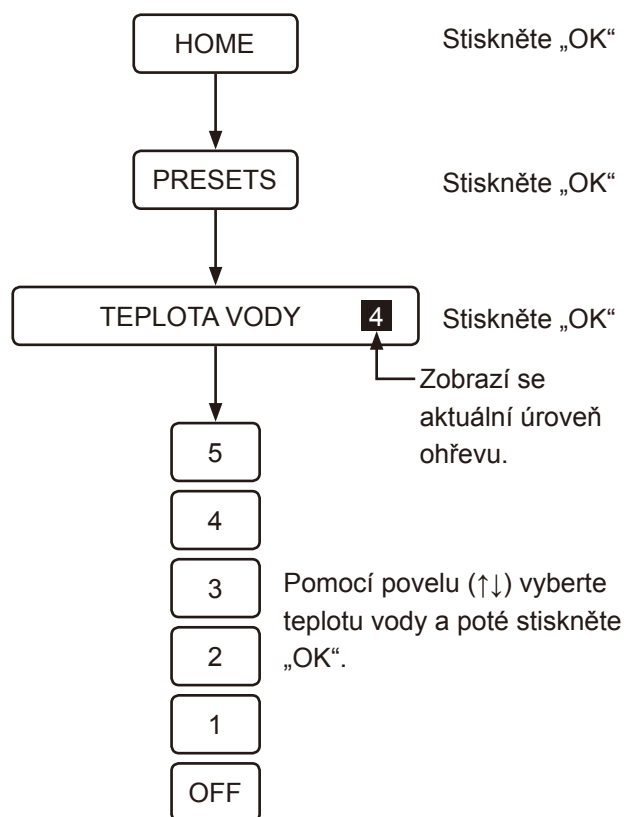 HOME
Stiskněte „OK“
PRESETS
Stiskněte „OK“
TEPLOTA VODY 4
Stiskněte „OK“
Zobrazí se
aktuální úroveň
ohřevu.
5
4
3
Pomocí povelu (↑↓) vyberte
teplotu vody a poté stiskněte
„OK“.
2
1
OFF